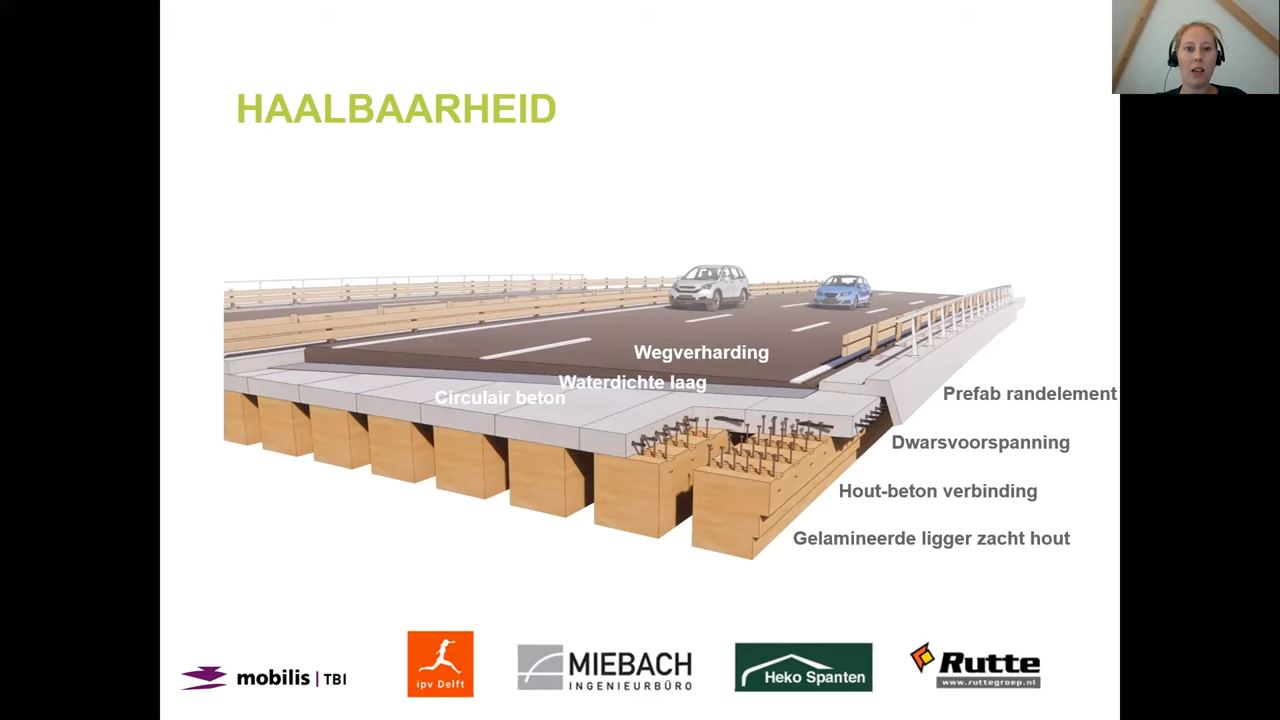 HAALBAARHEID
Wegverharding
Waterdichte laag
Circulair beton
Prefab randelement
Dwarsvoorspanning
Hout-beton verbinding
Gelamineerde ligger zacht hout
mobilis | TBI
ipv Delft
MIEBACH
INGENIEURBÜRO
Heko Spanten
Rutte
www.ruttegroep.nl